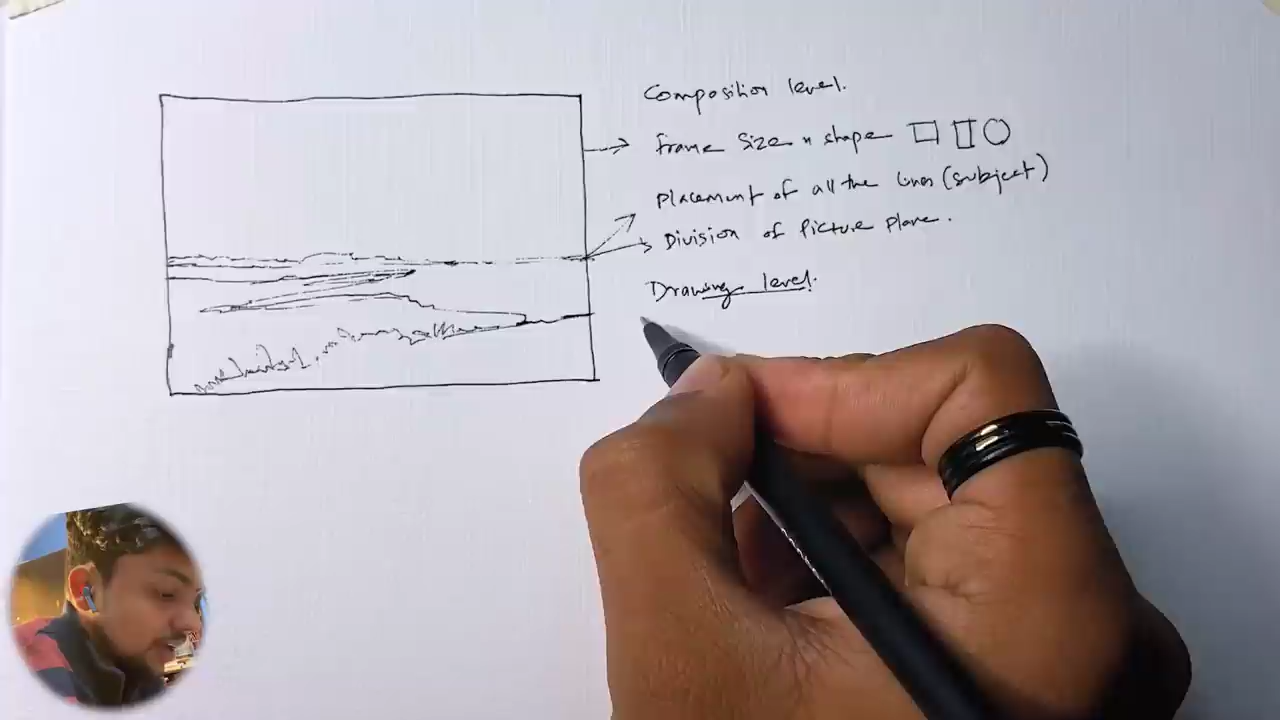 Composition level.
frame size n shape
Placement of all the lines (subject)
Division of Picture plane.
Drawing level.